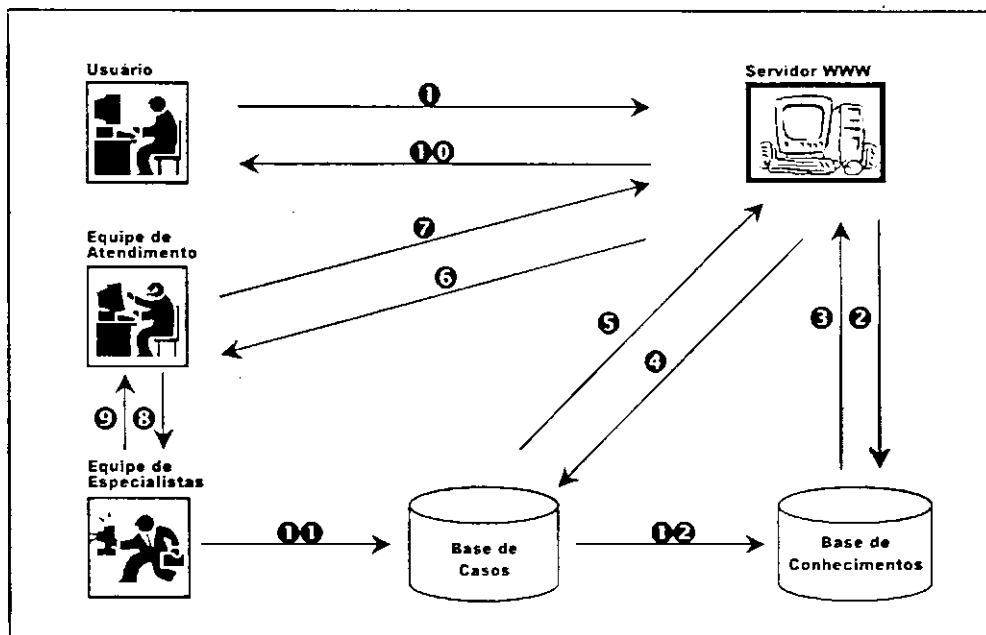 Usuário
Servidor WWW
1
10
Equipe de
Atendimento
7
6
5
4
3 2
9 8
Equipe de
Especialistas
11
Base de
Casos
12
Base de
Conhecimentos